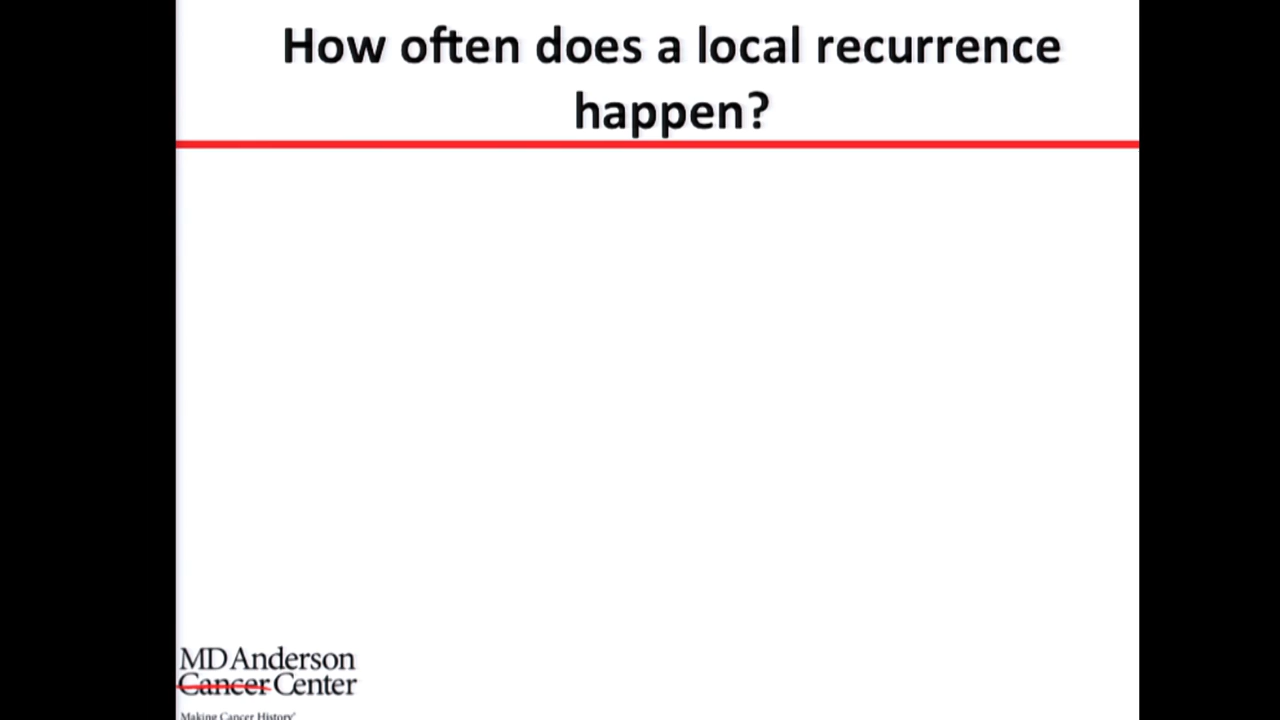 How often does a local recurrence
happen?
MD Anderson
Cancer Center
Making Cancer History®